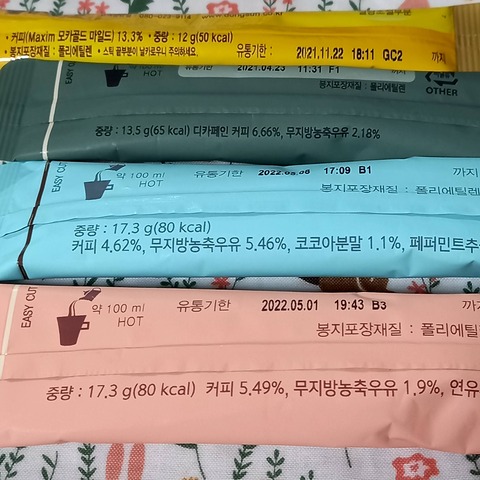 • 커피(Maxim 모카골드 마일드) 13.3% • 중량 : 12g (50 kcal)
• 봉지포장재질 : 폴리에틸렌 • 스틱 끝부분이 날카로우니 주의하세요.
유통기한 : 2021.11.22 18:11 GC2 까지
EASY CUT
HOT
2021.04.23 11:31 F1 까지
봉지포장재질 : 폴리에틸렌
OTHER
중량 : 13.5g (65 kcal) 디카페인 커피 6.66%, 무지방농축우유 2.18%
EASY CUT
약 100 ml
HOT
유통기한 17:09 B1 까지
봉지포장재질 : 폴리에틸렌
중량 : 17.3 g (80 kcal)
커피 4.62%, 무지방농축우유 5.46%, 코코아분말 1.1%, 페퍼민트추
EASY CUT
약 100 ml
HOT
유통기한 2022.05.01 19:43 B3 까지
봉지포장재질 : 폴리에틸
중량 : 17.3 g (80 kcal) 커피 5.49%, 무지방농축우유 1.9%, 연유